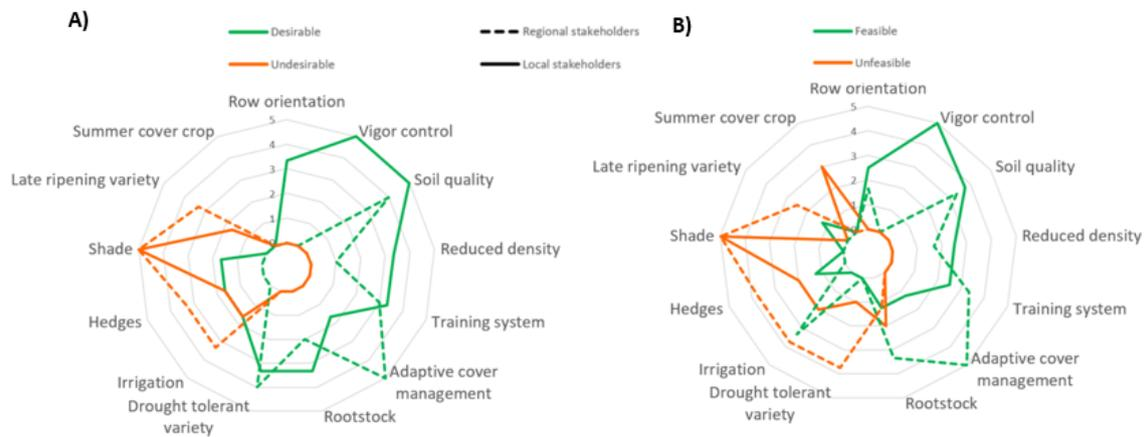 A)
Desirable
Undesirable
Regional stakeholders
Local stakeholders
Row orientation
Vigor control
Soil quality
Reduced density
Training system
Adaptive cover
management
Rootstock
Drought tolerant
variety
Irrigation
Hedges
Shade
Late ripening variety
Summer cover crop
5
4
3
2
1
0
B)
Feasible
Unfeasible
Row orientation
Vigor control
Soil quality
Reduced density
Training system
Adaptive cover
management
Rootstock
Drought tolerant
variety
Irrigation
Hedges
Shade
Late ripening variety
Summer cover crop
5
4
3
2
1